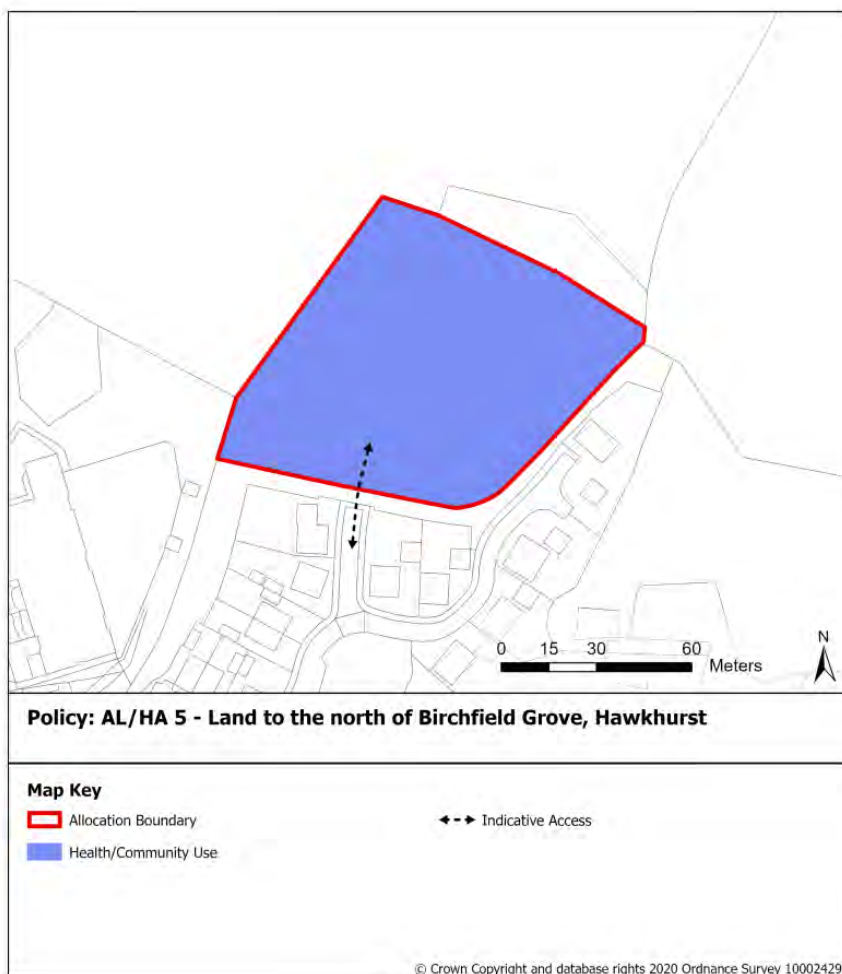 N
0 15 30 60
Meters
Policy: AL/HA 5 - Land to the north of Birchfield Grove, Hawkhurst
Map Key
Allocation Boundary
Indicative Access
Health/Community Use
© Crown Copyright and database rights 2020 Ordnance Survey 10002429